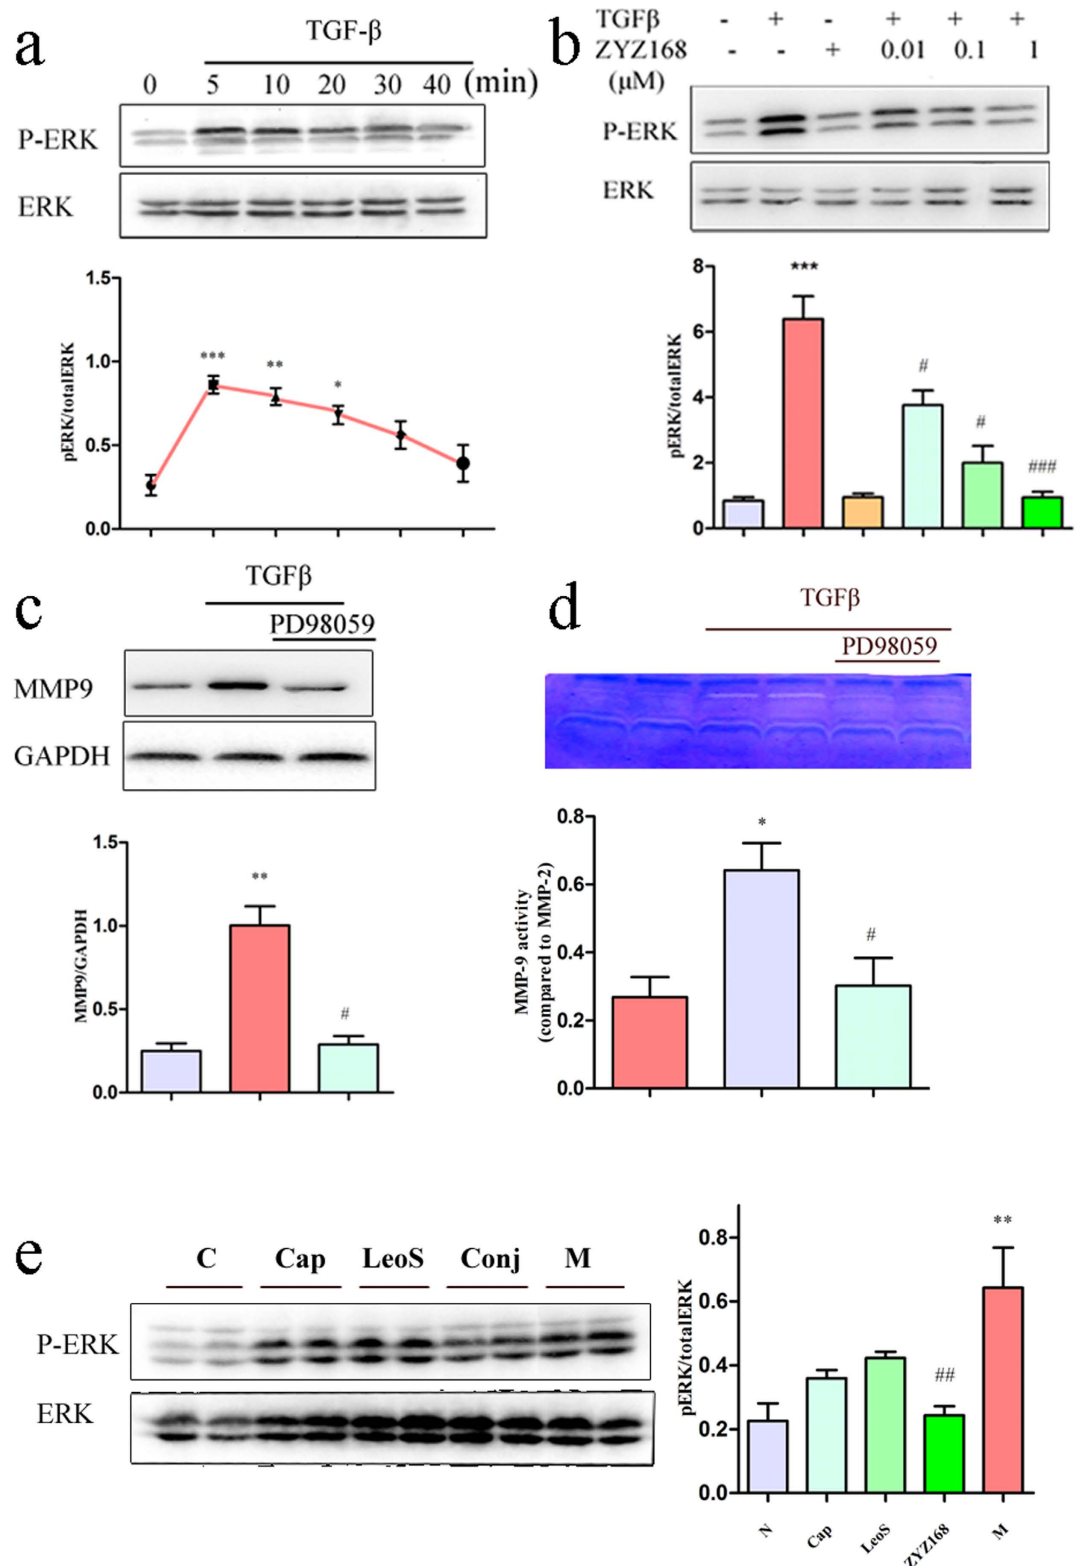 a
TGF-β
0 5 10 20 30 40 (min)
P-ERK
ERK
1.5
1.0
0.5
0.0
pERK/totalERK
***
**
*
b
TGFβ - + - + + +
ZYZ168 - - + 0.01 0.1 1
(μM)
P-ERK
ERK
8
6
4
2
0
pERK/totalERK
***
#
#
###
c
TGFβ
PD98059
MMP9
GAPDH
1.5
1.0
0.5
0.0
MMP9/GAPDH
**
#
d
TGFβ
PD98059
0.8
0.6
0.4
0.2
0.0
MMP-9 activity
(compared to MMP-2)
*
#
e
C Cap LeoS Conj M
P-ERK
ERK
0.8
0.6
0.4
0.2
0.0
pERK/totalERK
##
**
N Cap LeoS ZYZ168 M